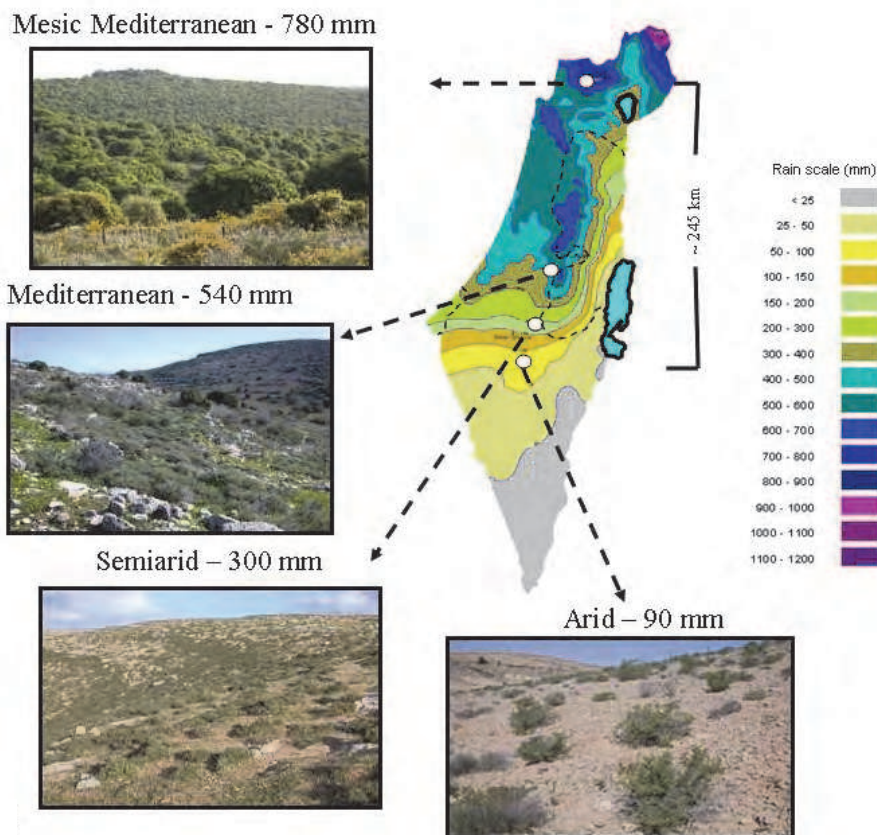 Mesic Mediterranean - 780 mm
Mediterranean - 540 mm
Semiarid – 300 mm
Arid – 90 mm
~ 245 km
Rain scale (mm)
< 25
25 - 50
50 - 100
100 - 150
150 - 200
200 - 300
300 - 400
400 - 500
500 - 600
600 - 700
700 - 800
800 - 900
900 - 1000
1000 - 1100
1100 - 1200